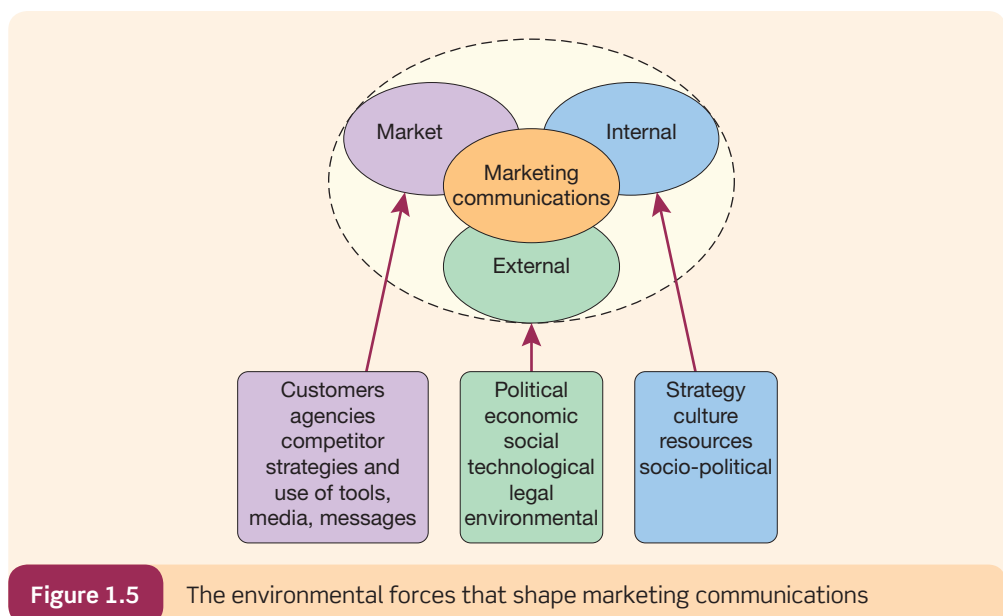 Market
Internal
Marketing
communications
External
Customers
agencies
competitor
strategies and
use of tools,
media, messages
Political
economic
social
technological
legal
environmental
Strategy
culture
resources
socio-political
Figure 1.5 The environmental forces that shape marketing communications